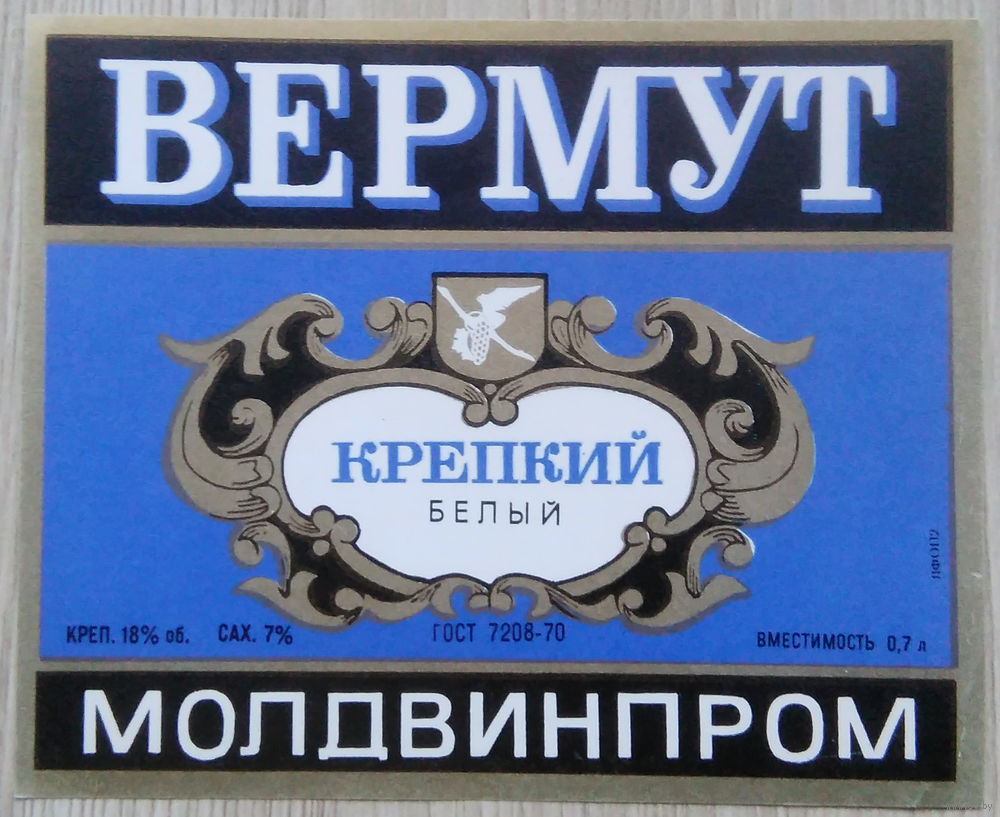 ВЕРМУТ
КРЕПКИЙ
БЕЛЫЙ
КРЕП. 18% об. САХ. 7% ГОСТ 7208-70 ВМЕСТИМОСТЬ 0,7 л
МОЛДВИНПРОМ